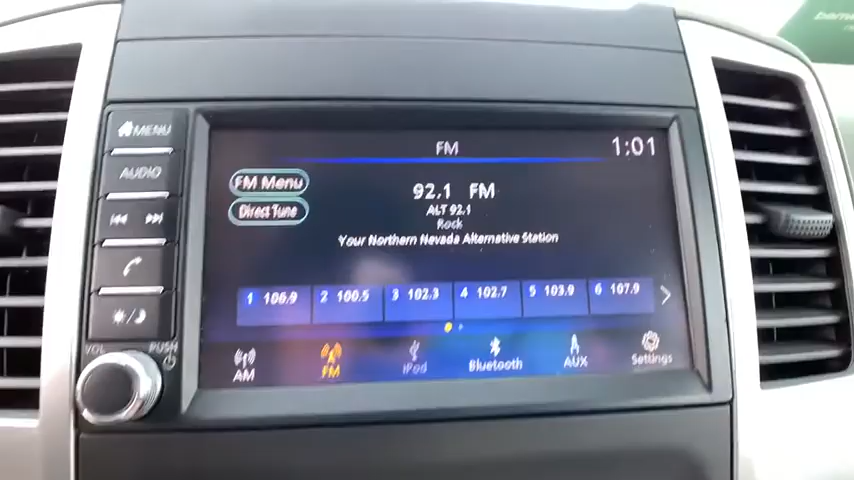 MENU
AUDIO
VOL
PUSH
FM
1:01
FM Menu
Direct Tune
92.1 FM
ALT 92.1
Rock
Your Northern Nevada Alternative Station
1 106.9
2 100.5
3 102.3
4 102.7
5 103.9
6 107.9
AM
FM
iPod
Bluetooth
AUX
Settings